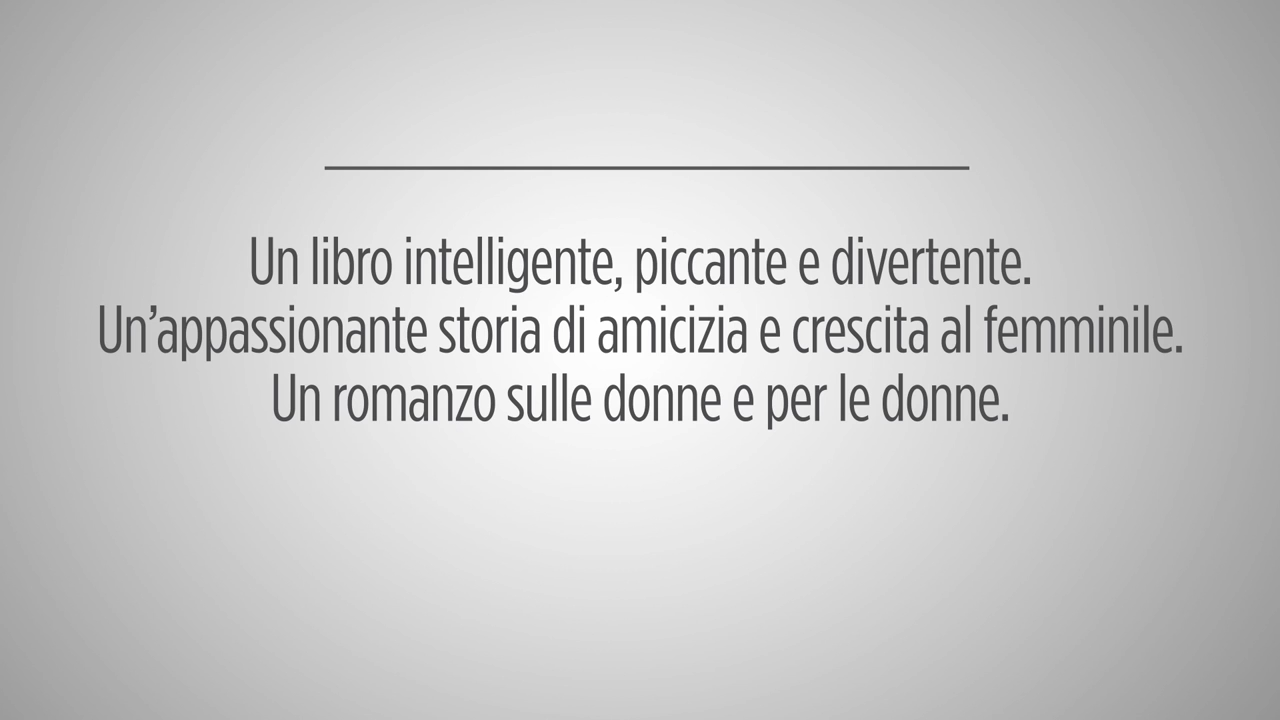 Un libro intelligente, piccante e divertente.
Un’appassionante storia di amicizia e crescita al femminile.
Un romanzo sulle donne e per le donne.